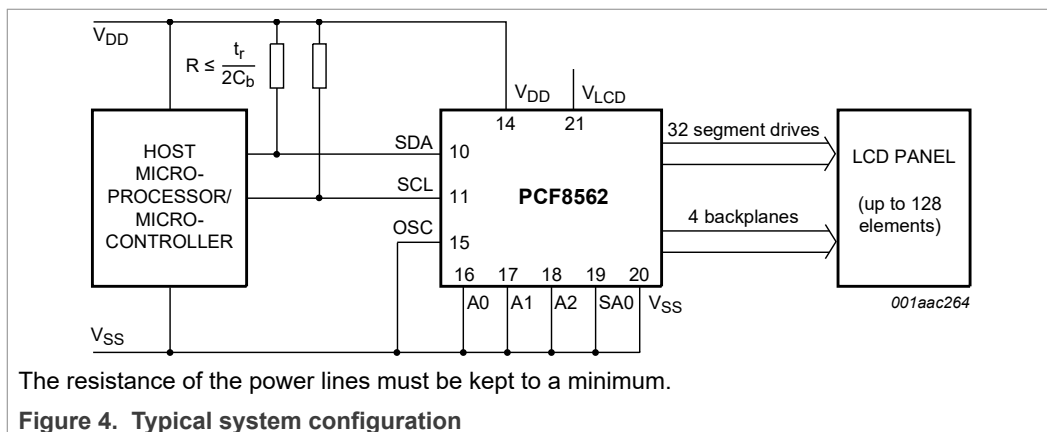 VDD
R ≤ tr
2Cb
VDD
VLCD
14
21
HOST
MICRO-
PROCESSOR/
MICRO-
CONTROLLER
SDA
10
SCL
11
OSC
15
PCF8562
16 17 18 19 20
A0 A1 A2 SA0 VSS
32 segment drives
4 backplanes
LCD PANEL
(up to 128
elements)
001aac264
VSS
The resistance of the power lines must be kept to a minimum.
Figure 4. Typical system configuration